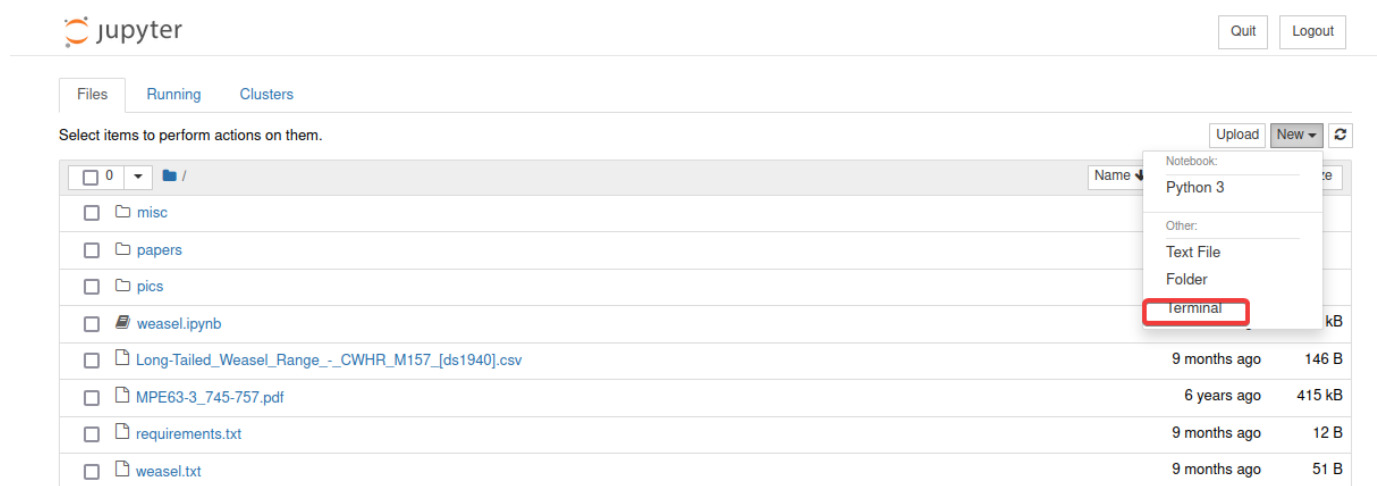 jupyter
Quit Logout
Files Running Clusters
Select items to perform actions on them.
Upload New
0 /
Name
Notebook:
Python 3
Other:
Text File
Folder
Terminal
misc
papers
pics
weasel.ipynb kB
Long-Tailed_Weasel_Range_-_CWHR_M157_[ds1940].csv 9 months ago 146 B
MPE63-3_745-757.pdf 6 years ago 415 kB
requirements.txt 9 months ago 12 B
weasel.txt 9 months ago 51 B